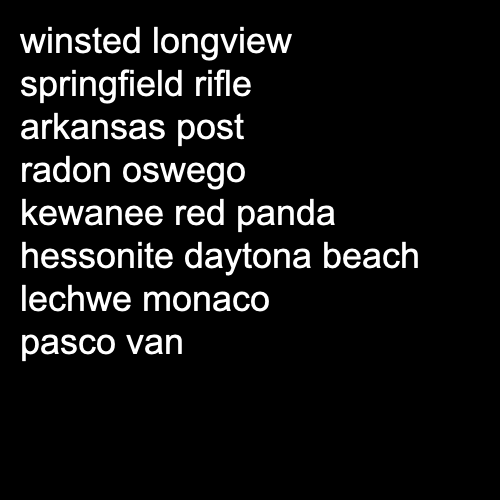 winsted longview
springfield rifle
arkansas post
radon oswego
kewanee red panda
hessonite daytona beach
lechwe monaco
pasco van